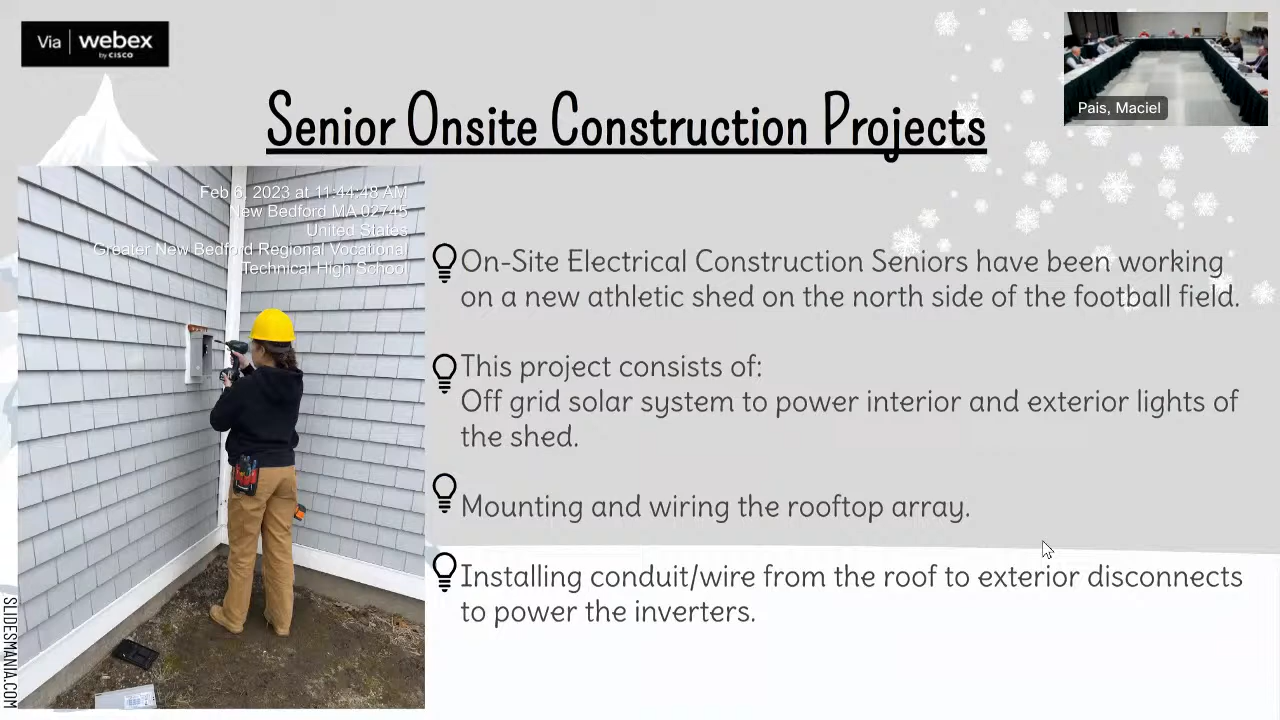 Via | webex
by CISCO
Pais, Maciel
Senior Onsite Construction Projects
Feb 6, 2023 at 11:44:48 AM
New Bedford MA 02745
United States
Greater New Bedford Regional Vocational
Technical High School
On-Site Electrical Construction Seniors have been working
on a new athletic shed on the north side of the football field.
This project consists of:
Off grid solar system to power interior and exterior lights of
the shed.
Mounting and wiring the rooftop array.
Installing conduit/wire from the roof to exterior disconnects
to power the inverters.
SLIDESMANIA.COM